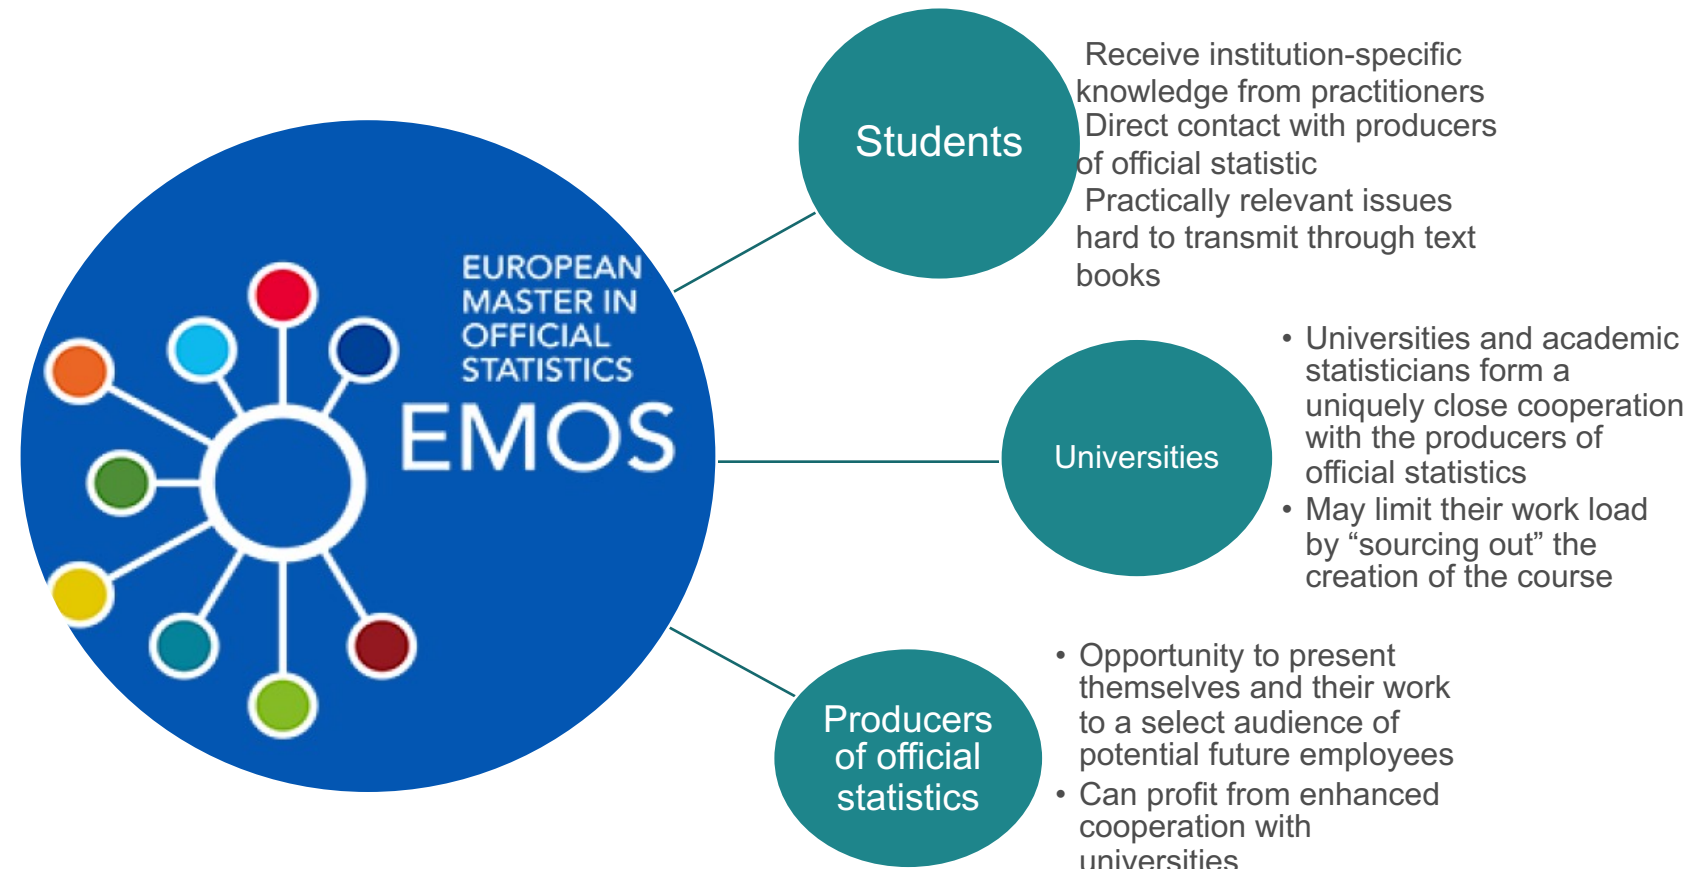 EUROPEAN
MASTER IN
OFFICIAL
STATISTICS
EMOS
Students
Receive institution-specific
knowledge from practitioners
Direct contact with producers
of official statistic
Practically relevant issues
hard to transmit through text
books
Universities
• Universities and academic
statisticians form a
uniquely close cooperation
with the producers of
official statistics
• May limit their work load
by “sourcing out” the
creation of the course
Producers
of official
statistics
• Opportunity to present
themselves and their work
to a select audience of
potential future employees
• Can profit from enhanced
cooperation with
universities